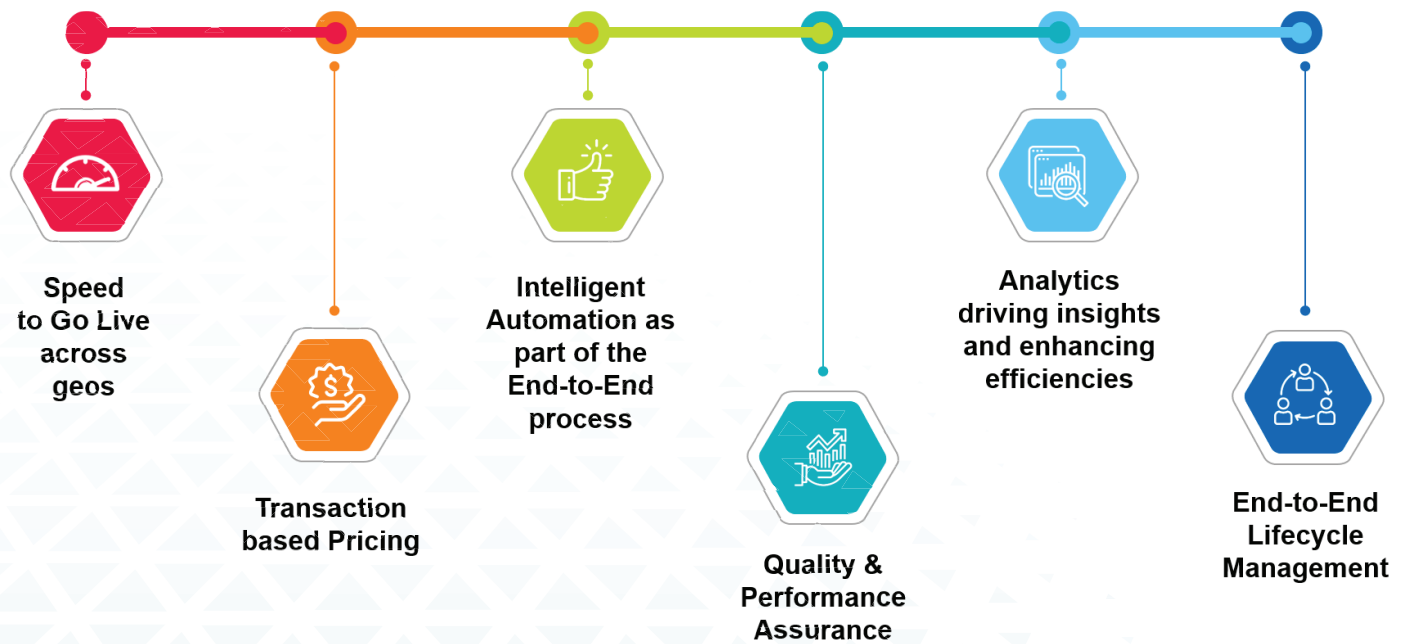 Speed
to Go Live
across
geos
Transaction
based Pricing
Intelligent
Automation as
part of the
End-to-End
process
Quality &
Performance
Assurance
Analytics
driving insights
and enhancing
efficiencies
End-to-End
Lifecycle
Management